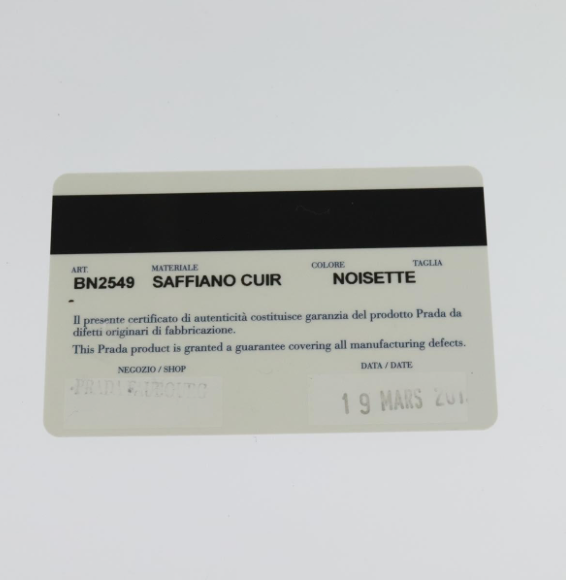 ART. MATERIALE COLORE TAGLIA
BN2549 SAFFIANO CUIR NOISETTE
Il presente certificato di autenticità costituisce garanzia del prodotto Prada da
difetti originari di fabbricazione.
This Prada product is granted a guarantee covering all manufacturing defects.
NEGOZIO / SHOP DATA / DATE
PRADA 19 MARS